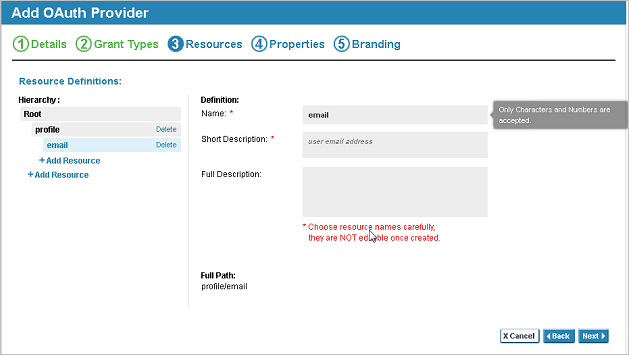 Add OAuth Provider
1 Details 2 Grant Types 3 Resources 4 Properties 5 Branding
Resource Definitions:
Hierarchy:
Root
profile Delete
email Delete
+ Add Resource
+ Add Resource
Definition:
Name: * email
Only Characters and Numbers are
accepted.
Short Description: * user email address
Full Description:
* Choose resource names carefully,
they are NOT editable once created.
Full Path:
profile/email
X Cancel Back Next